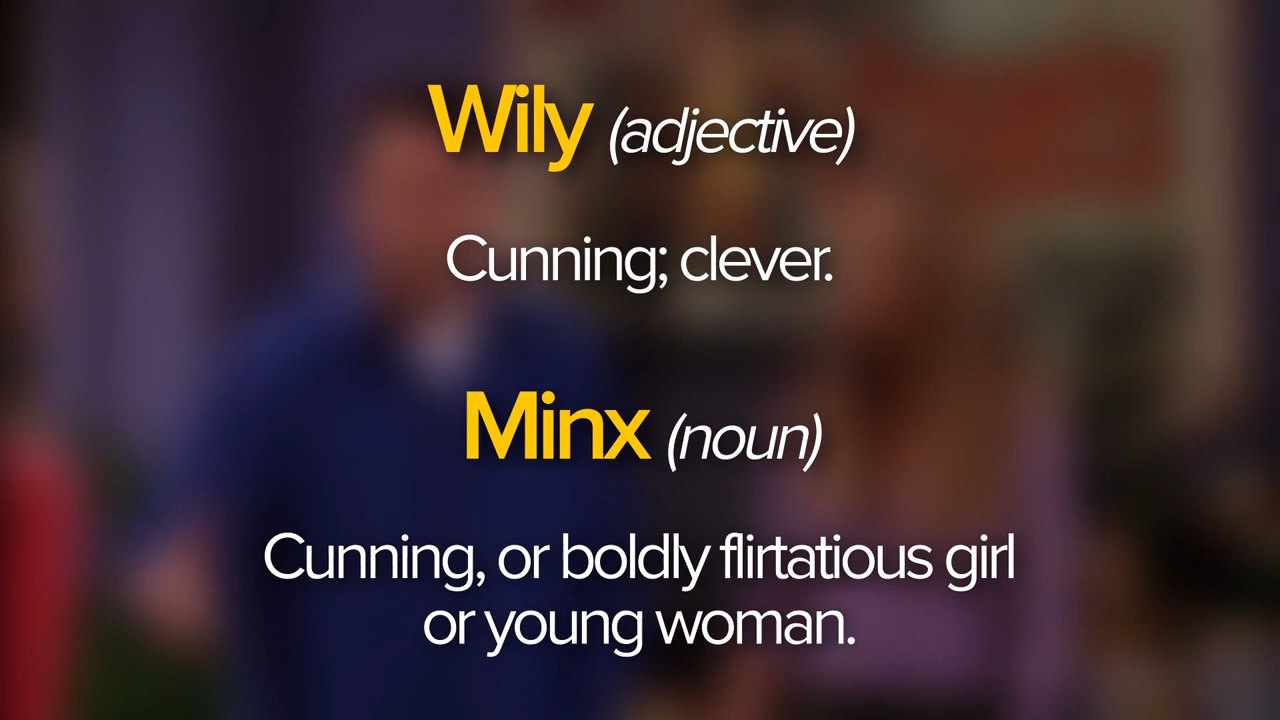 Wily (adjective)
Cunning; clever.
Minx (noun)
Cunning, or boldly flirtatious girl
or young woman.